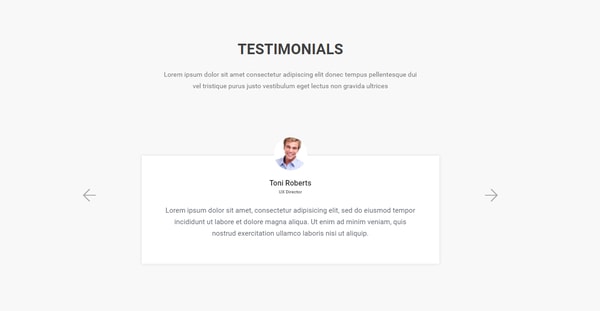 TESTIMONIALS
Lorem ipsum dolor sit amet consectetur adipiscing elit donec tempus pellentesque dui
vel tristique purus justo vestibulum eget lectus non gravida ultrices
Toni Roberts
US Director
Lorem ipsum dolor sit amet, consectetur adipisicing elit, sed do eiusmod tempor
incididunt ut labore et dolore magna aliqua. Ut enim ad minim veniam, quis
nostrud exercitation ullamco laboris nisi ut aliquip.